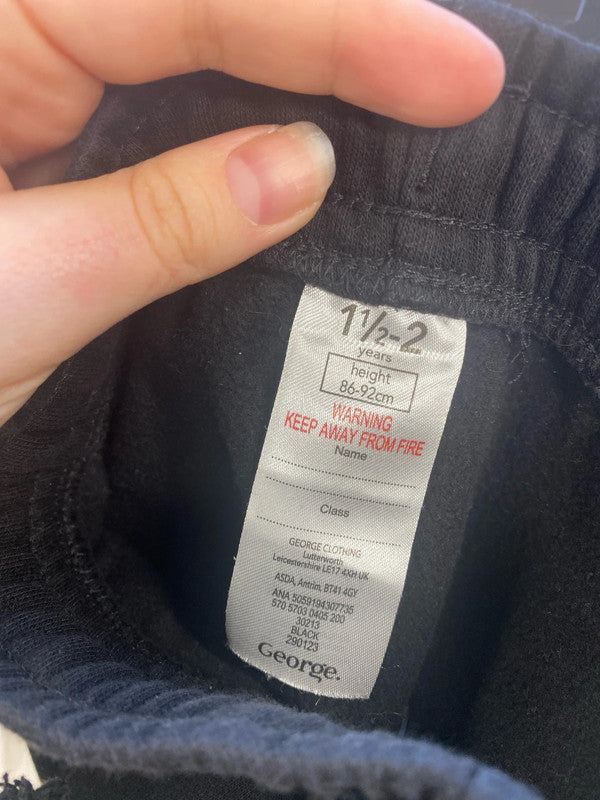 1½-2
years
height
86-92cm
WARNING
KEEP AWAY FROM FIRE
Name
Class
GEORGE CLOTHING
Lutterworth
Leicestershire LE17 4XH UK
ASDA, Antrim, BT41 4GY
ANA 5059194307735
570 5703 0405 200
30213
BLACK
290123
George.